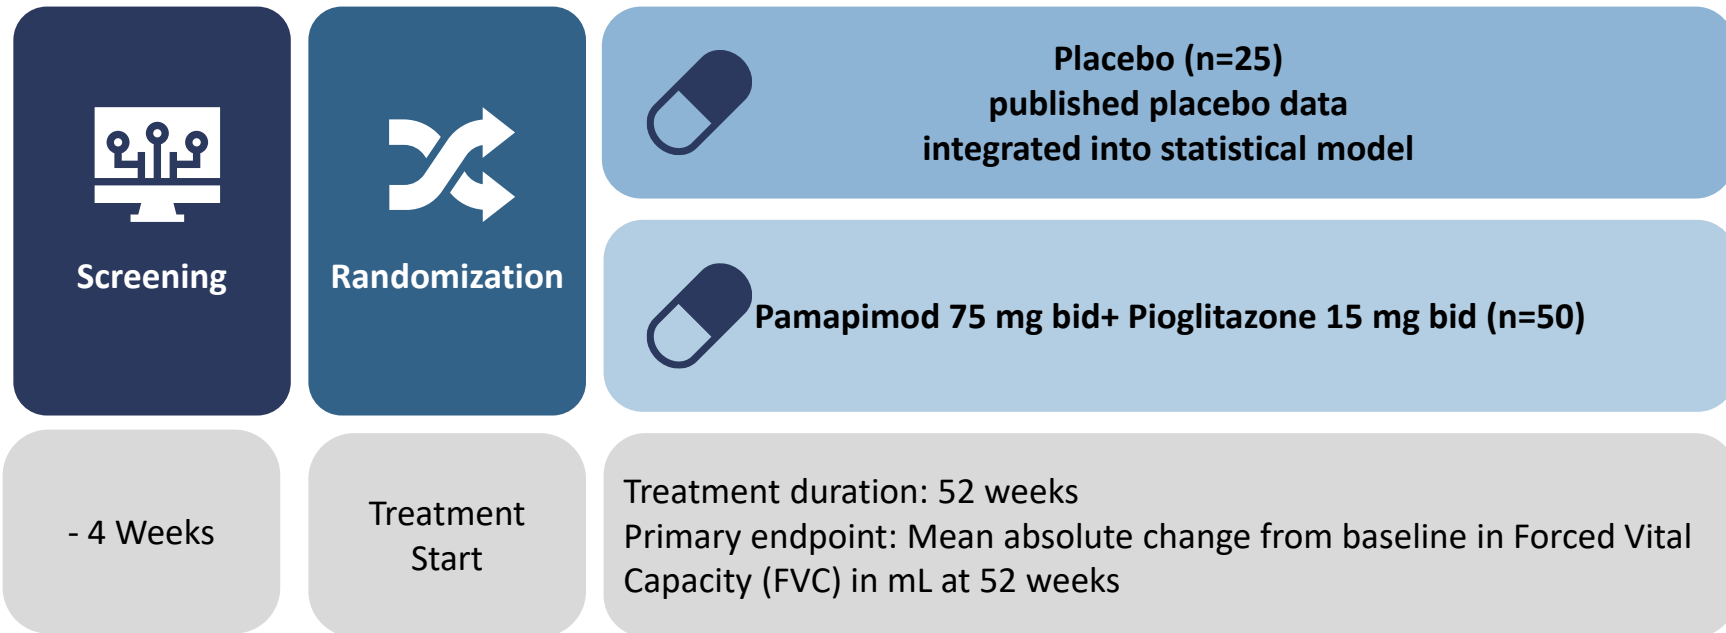 Screening
Randomization
Placebo (n=25)
published placebo data
integrated into statistical model
Pamapimod 75 mg bid+ Pioglitazone 15 mg bid (n=50)
- 4 Weeks
Treatment
Start
Treatment duration: 52 weeks
Primary endpoint: Mean absolute change from baseline in Forced Vital
Capacity (FVC) in mL at 52 weeks